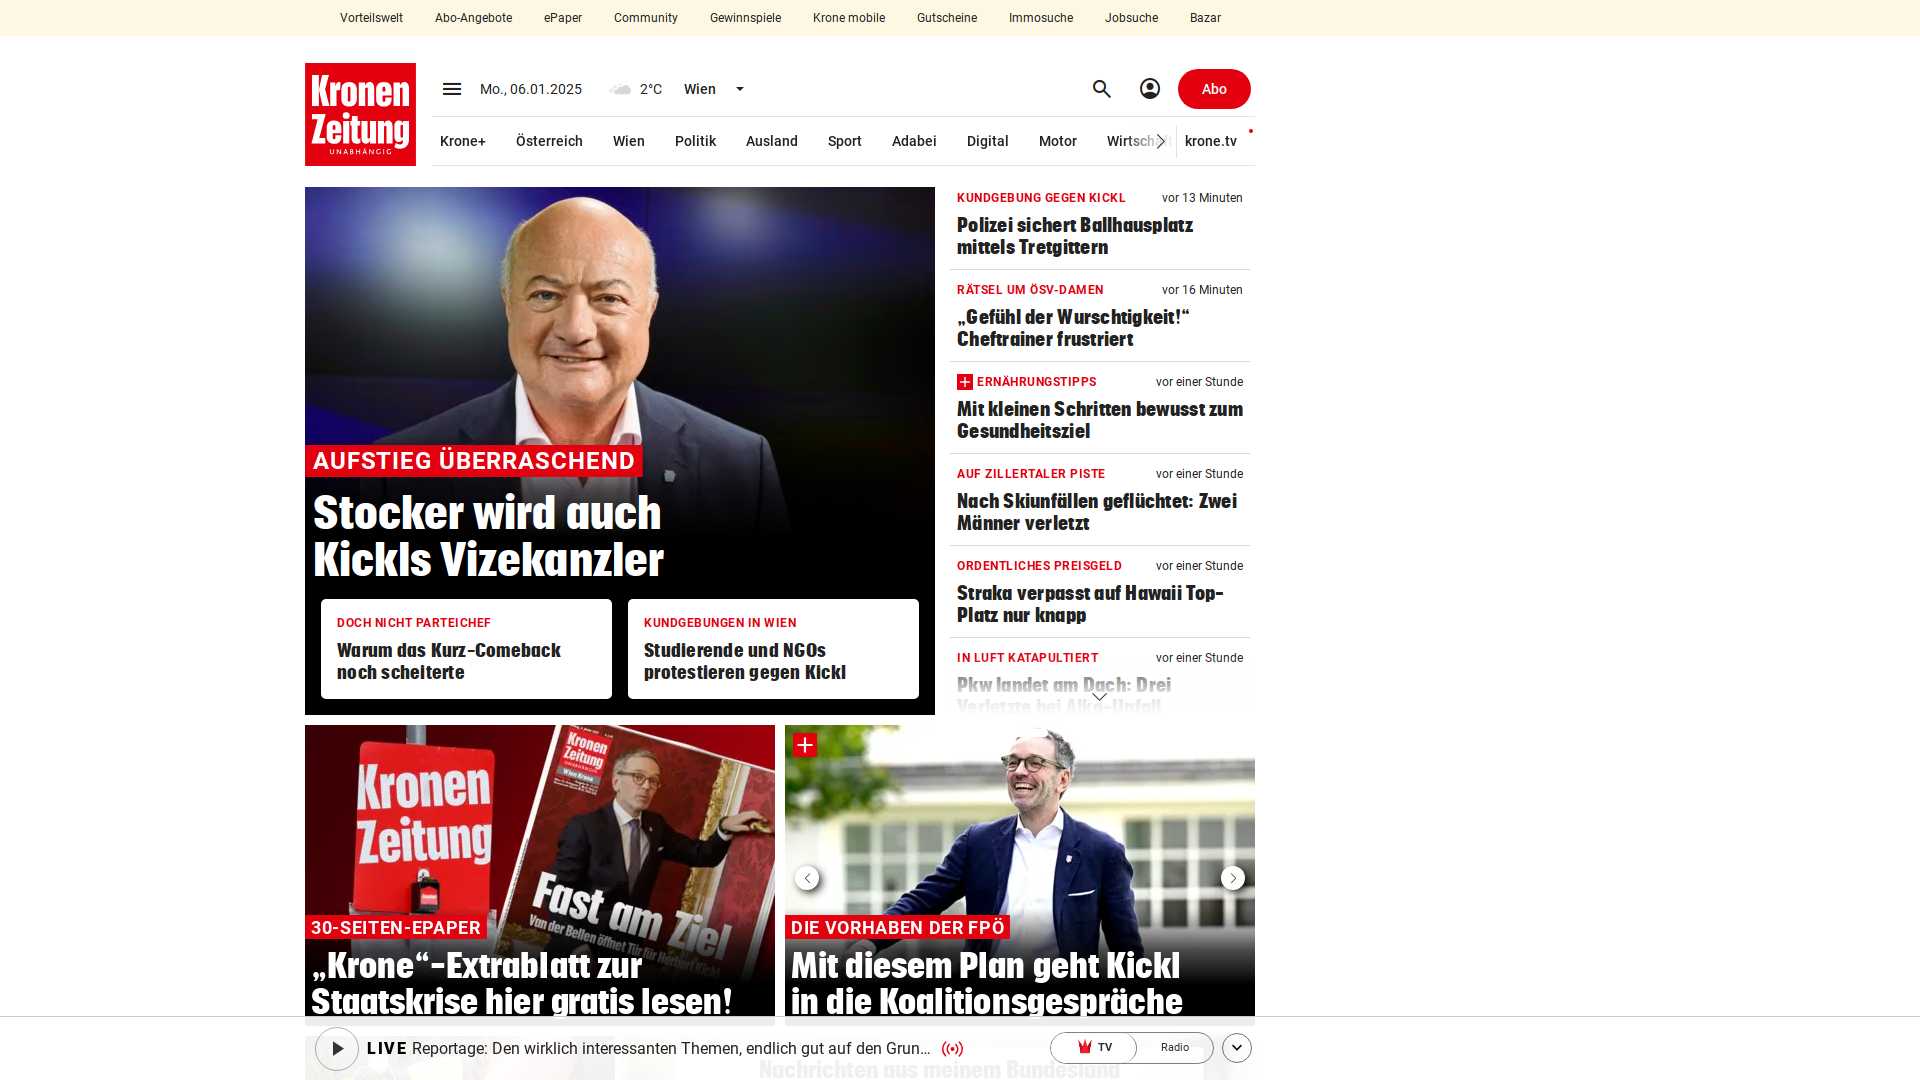 Vorteilswelt Abo-Angebote ePaper Community Gewinnspiele Krone mobile Gutscheine Immosuche Jobsuche Bazar
Kronen
Zeitung
UNABHÄNGIG
Mo., 06.01.2025 2°C Wien
Abo
Krone+ Österreich Wien Politik Ausland Sport Adabei Digital Motor Wirtschaft krone.tv
AUFSTIEG ÜBERRASCHEND
Stocker wird auch
Kickls Vizekanzler
DOCH NICHT PARTEICHEF
Warum das Kurz-Comeback
noch scheiterte
KUNDGEBUNGEN IN WIEN
Studierende und NGOs
protestieren gegen Kickl
KUNDGEBUNG GEGEN KICKL vor 13 Minuten
Polizei sichert Ballhausplatz
mittels Tretgittern
RÄTSEL UM ÖSV-DAMEN vor 16 Minuten
„Gefühl der Wurschtigkeit!“
Cheftrainer frustriert
ERNÄHRUNGSTIPPS vor einer Stunde
Mit kleinen Schritten bewusst zum
Gesundheitsziel
AUF ZILLERTALER PISTE vor einer Stunde
Nach Skiunfällen geflüchtet: Zwei
Männer verletzt
ORDENTLICHES PREISGELD vor einer Stunde
Straka verpasst auf Hawaii Top-
Platz nur knapp
IN LUFT KATAPULTIERT vor einer Stunde
Pkw landet am Dach: Drei
Verletzte bei Alko-Unfall
Kronen
Zeitung
Kronen
Zeitung
Wien Krone
Fast am Ziel
Van der Bellen öffnet Tür für Herbert Kickl
30-SEITEN-EPAPER
„Krone“-Extrablatt zur
Staatskrise hier gratis lesen!
DIE VORHABEN DER FPÖ
Mit diesem Plan geht Kickl
in die Koalitionsgespräche
LIVE Reportage: Den wirklich interessanten Themen, endlich gut auf den Grun...
TV Radio
Nachrichten aus meinem Bundesland